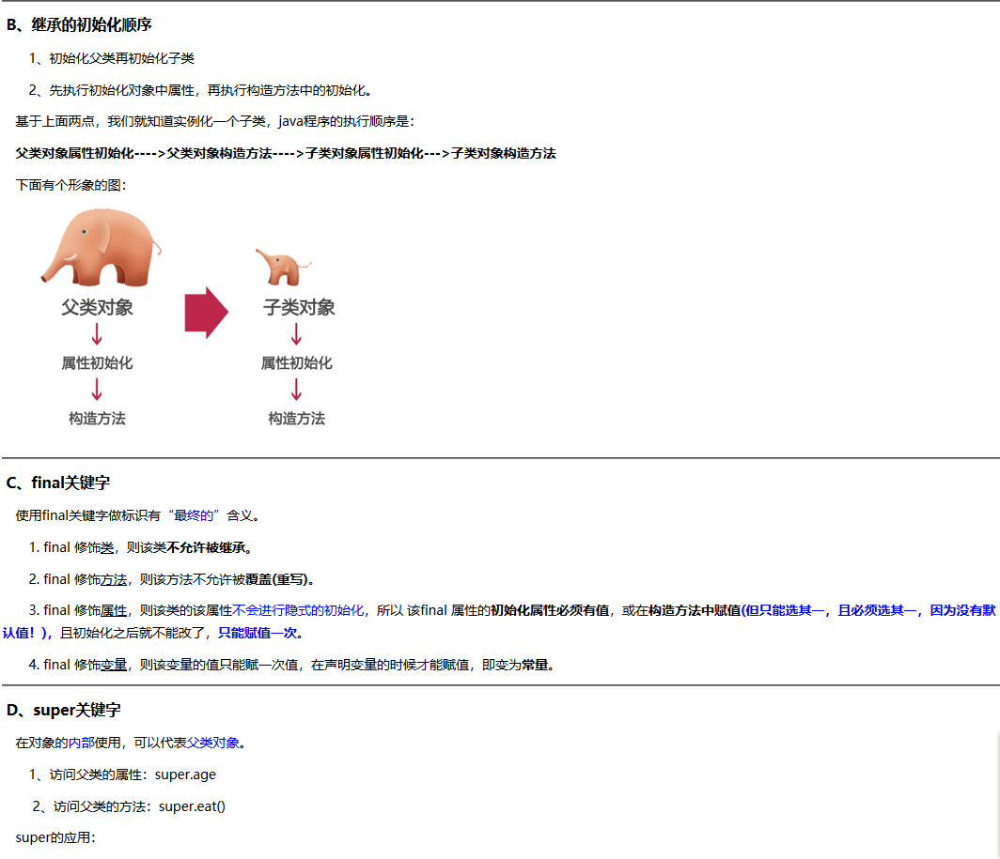 B、继承的初始化顺序
1、初始化父类再初始化子类
2、先执行初始化对象中属性，再执行构造方法中的初始化。
基于上面两点，我们就知道实例化一个子类，java程序的执行顺序是：
父类对象属性初始化---->父类对象构造方法---->子类对象属性初始化--->子类对象构造方法
下面有个形象的图：
父类对象
子类对象
属性初始化
属性初始化
构造方法
构造方法
C、final关键字
使用final关键字做标识有“最终的”含义。
1. final 修饰类，则该类不允许被继承。
2. final 修饰方法，则该方法不允许被覆盖(重写)。
3. final 修饰属性，则该类的该属性不会进行隐式的初始化，所以 该final 属性的初始化属性必须有值，或在构造方法中赋值(但只能选其一，且必须选其一，因为没有默
认值！)，且初始化之后就不能改了，只能赋值一次。
4. final 修饰变量，则该变量的值只能赋一次值，在声明变量的时候才能赋值，即变为常量。
D、super关键字
在对象的内部使用，可以代表父类对象。
1、访问父类的属性：super.age
2、访问父类的方法：super.eat()
super的应用：